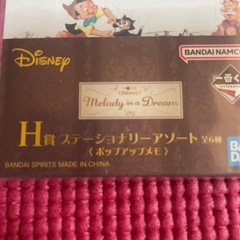 Disney
BANDAI NAMCO
一番くじ
Melody in a Dream
H賞 ステーショナリーアソート 全6種
〈ポップアップメモ〉
BANDAI SPIRITS MADE IN CHINA